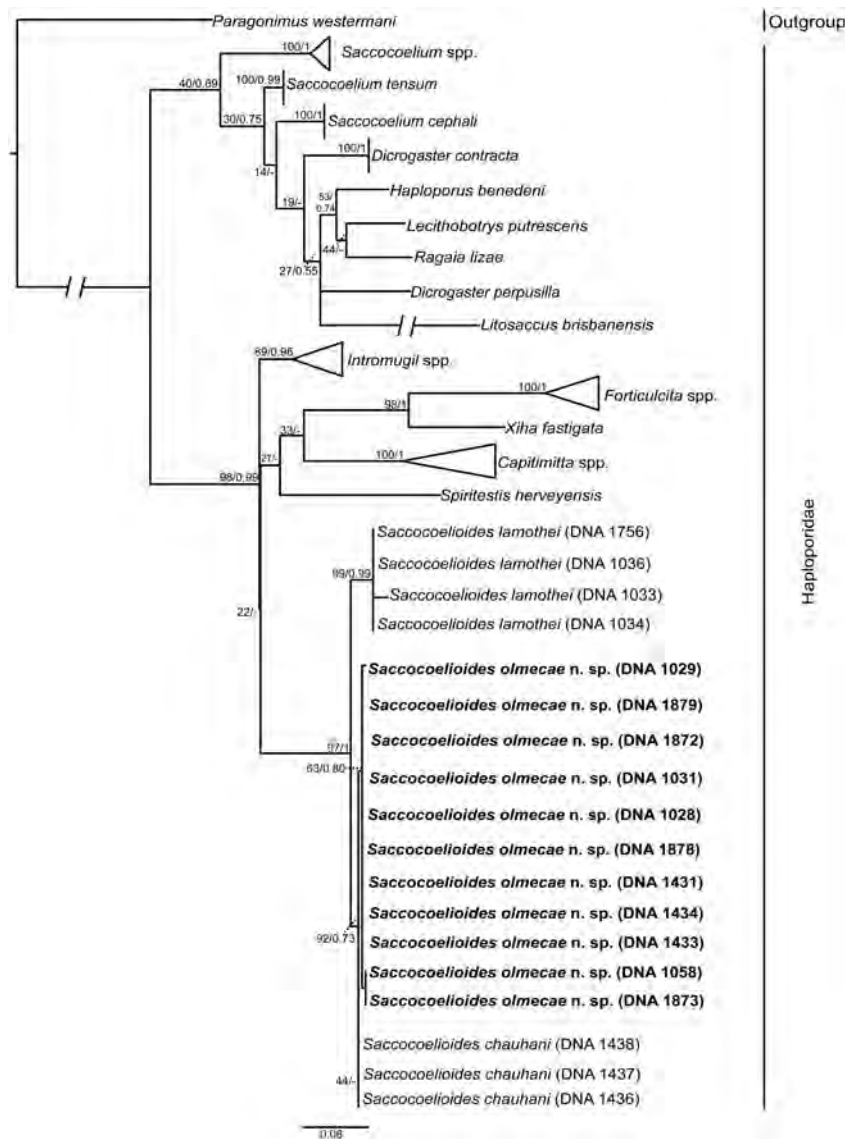 Paragonimus westermani
Outgroup
100/1
Saccocoelium spp.
40/0.89
100/0.99
Saccocoelium tensum
30/0.75
100/1
Saccocoelium cephali
14/-
100/1
Dicrogaster contracta
19/-
53/
0.74
Haploporus benedeni
Lecithobotrys putrescens
44/-
Ragaia lizae
27/0.55
Dicrogaster perpusilla
Litosaccus brisbanensis
89/0.96
Intromugil spp.
100/1
Forticulcita spp.
98/1
Xiha fastigata
33/-
100/1
Capitimitta spp.
98/0.99
Spiritestis herveyensis
Haploporidae
Saccocoelioides lamothei (DNA 1756)
Saccocoelioides lamothei (DNA 1036)
99/0.99
Saccocoelioides lamothei (DNA 1033)
22/-
Saccocoelioides lamothei (DNA 1034)
Saccocoelioides olmecae n. sp. (DNA 1029)
Saccocoelioides olmecae n. sp. (DNA 1879)
Saccocoelioides olmecae n. sp. (DNA 1872)
97/1
63/0.80
Saccocoelioides olmecae n. sp. (DNA 1031)
Saccocoelioides olmecae n. sp. (DNA 1028)
Saccocoelioides olmecae n. sp. (DNA 1878)
Saccocoelioides olmecae n. sp. (DNA 1431)
Saccocoelioides olmecae n. sp. (DNA 1434)
92/0.73
Saccocoelioides olmecae n. sp. (DNA 1433)
Saccocoelioides olmecae n. sp. (DNA 1058)
Saccocoelioides olmecae n. sp. (DNA 1873)
Saccocoelioides chauhani (DNA 1438)
44/-
Saccocoelioides chauhani (DNA 1437)
Saccocoelioides chauhani (DNA 1436)
0.06